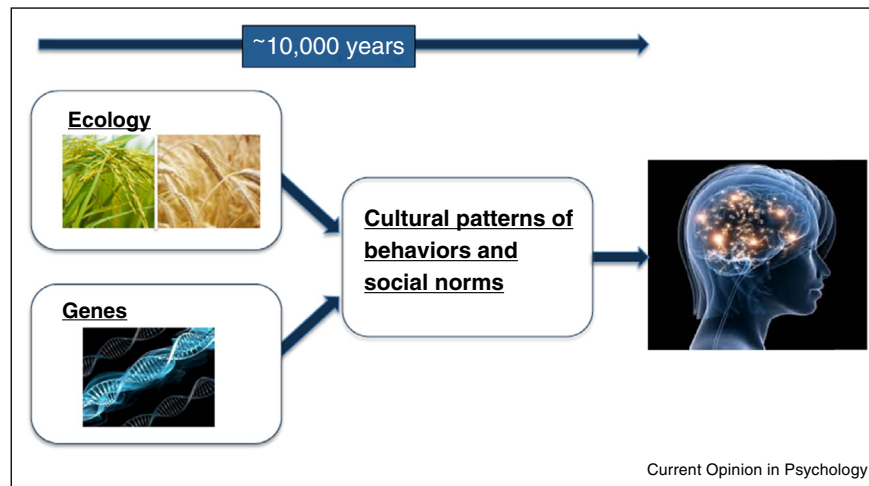 ~10,000 years
Ecology
Genes
Cultural patterns of
behaviors and
social norms
Current Opinion in Psychology